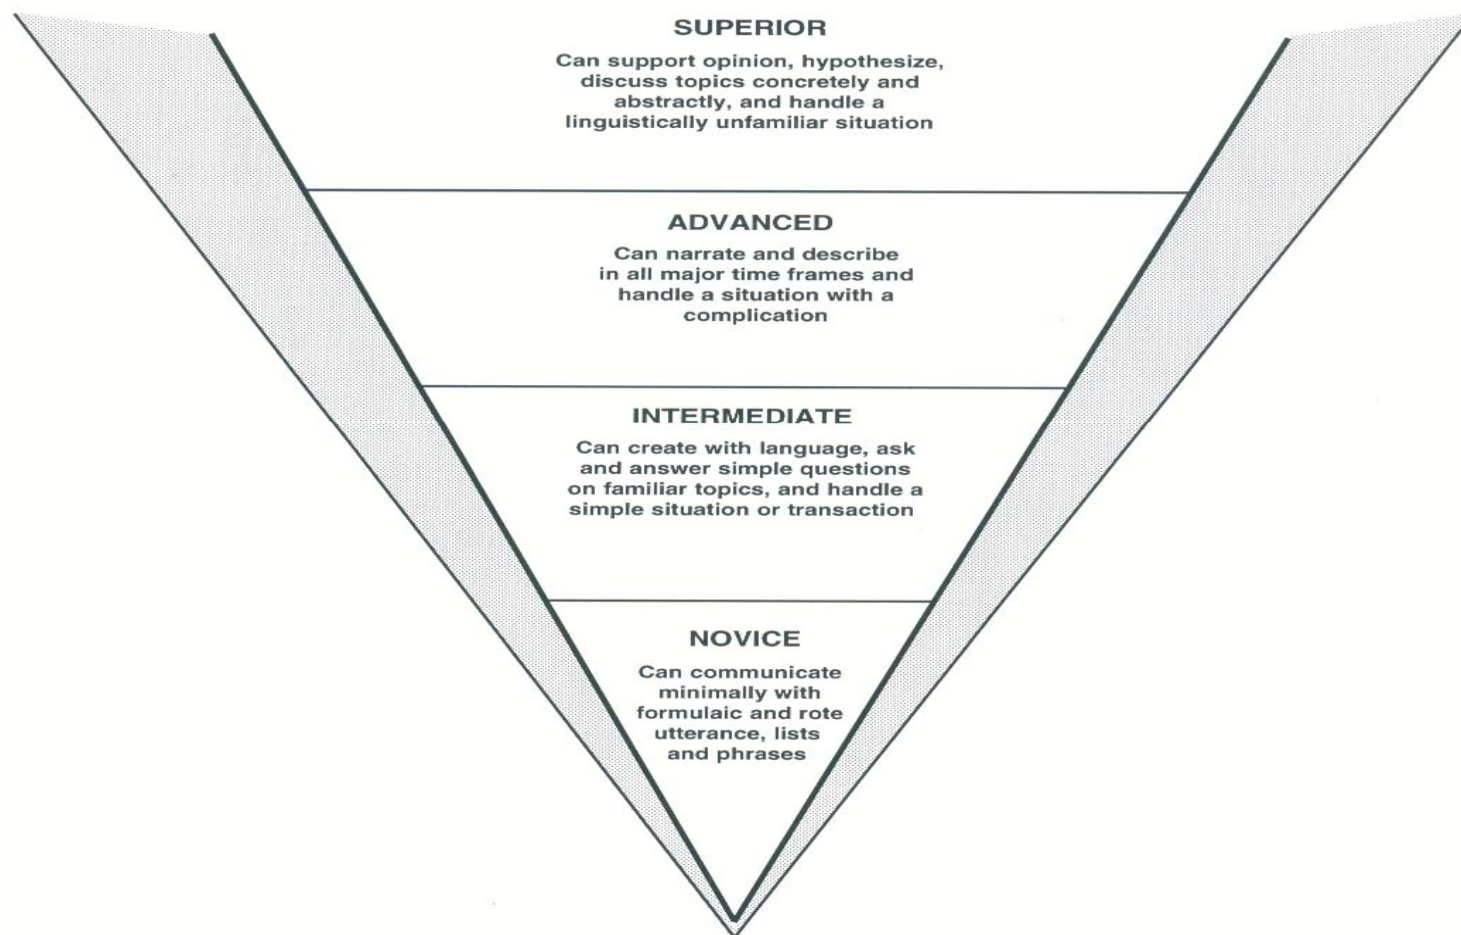 SUPERIOR
Can support opinion, hypothesize,
discuss topics concretely and
abstractly, and handle a
linguistically unfamiliar situation
ADVANCED
Can narrate and describe
in all major time frames and
handle a situation with a
complication
INTERMEDIATE
Can create with language, ask
and answer simple questions
on familiar topics, and handle a
simple situation or transaction
NOVICE
Can communicate
minimally with
formulaic and rote
utterance, lists
and phrases